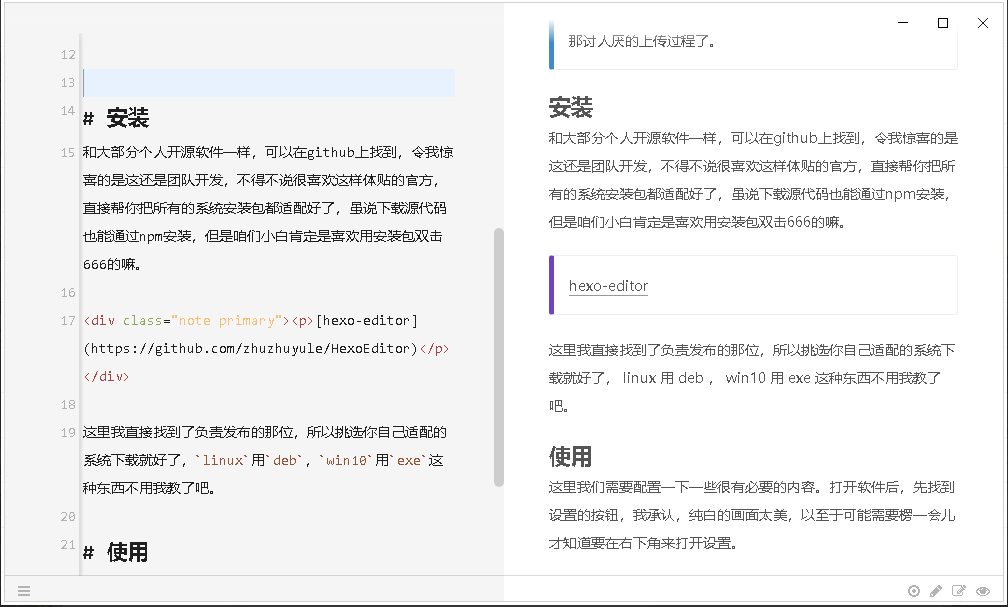 12
13
14 # 安装
15 和大部分个人开源软件一样，可以在github上找到，令我惊
喜的是这还是团队开发，不得不说很喜欢这样体贴的官方，
直接帮你把所有的系统安装包都适配好了，虽说下载源代码
也能通过npm安装，但是咱们小白肯定是喜欢用安装包双击
666的嘛。
16
17 <div class="note primary"><p>[hexo-editor]
(https://github.com/zhuzhuyule/HexoEditor)</p>
</div>
18
19 这里我直接找到了负责发布的那位，所以挑选你自己适配的
系统下载就好了，`linux`用`deb`，`win10`用`exe`这
种东西不用我教了吧。
20
21 # 使用
那讨人厌的上传过程了。
安装
和大部分个人开源软件一样，可以在github上找到，令我惊喜的是
这还是团队开发，不得不说很喜欢这样体贴的官方，直接帮你把所
有的系统安装包都适配好了，虽说下载源代码也能通过npm安装，
但是咱们小白肯定是喜欢用安装包双击666的嘛。
hexo-editor
这里我直接找到了负责发布的那位，所以挑选你自己适配的系统下
载就好了， linux 用 deb ， win10 用 exe 这种东西不用我教了
吧。
使用
这里我们需要配置一下一些很有必要的内容。打开软件后，先找到
设置的按钮，我承认，纯白的画面太美，以至于可能需要楞一会儿
才知道要在右下角来打开设置。